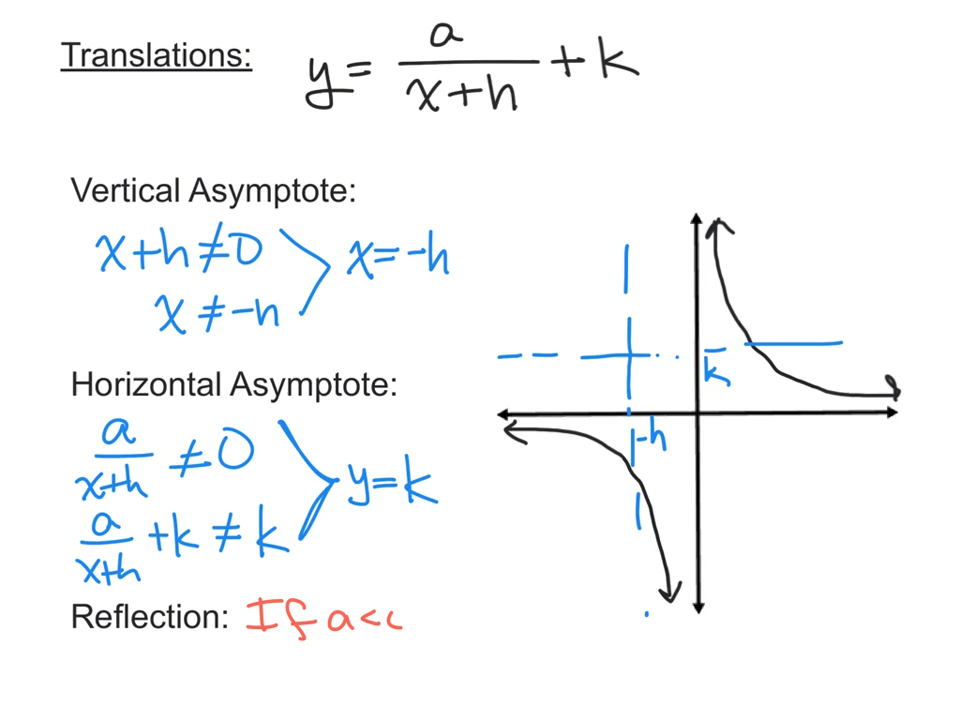 Translations: y = a/(x+h) + k
Vertical Asymptote:
x+h≠0
x=-h
x≠-h
Horizontal Asymptote:
a/(x+h) ≠0
y=k
a/(x+h) +k≠k
Reflection: If a<c
k
-h